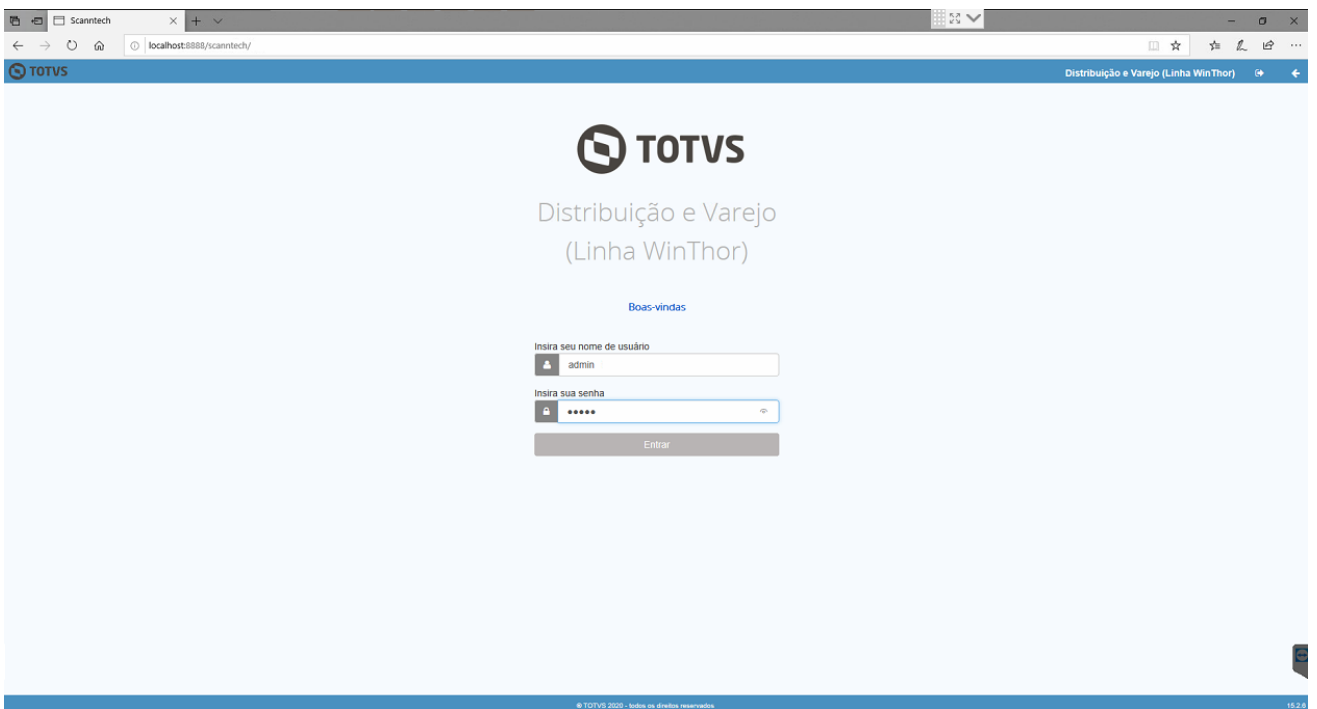 Scanntech
localhost:8888/scanntech/
TOTVS
Distribuição e Varejo (Linha WinThor)
TOTVS
Distribuição e Varejo
(Linha WinThor)
Boas-vindas
Insira seu nome de usuário
admin
Insira sua senha
Entrar
© TOTVS 2020 - todos os direitos reservados
15.2.6